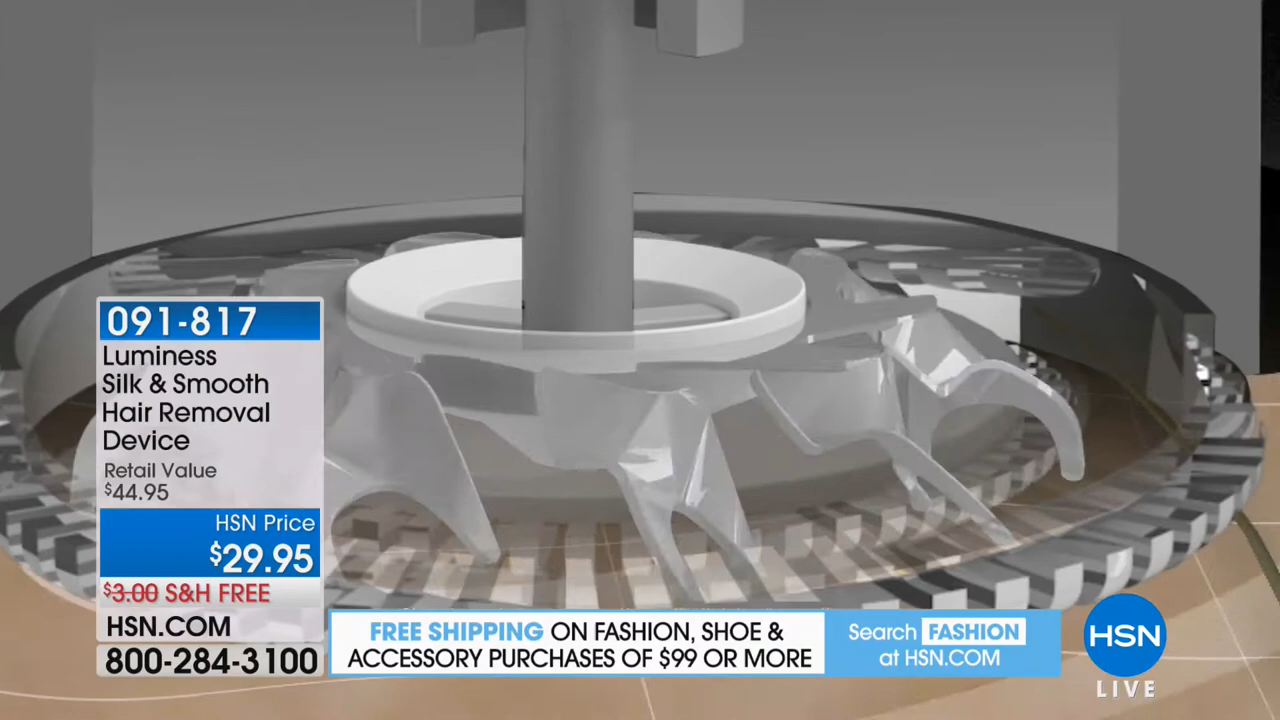 091-817
Luminess
Silk & Smooth
Hair Removal
Device
Retail Value
$44.95
HSN Price
$29.95
$3.00 S&H FREE
HSN.COM
800-284-3100
FREE SHIPPING ON FASHION, SHOE &
ACCESSORY PURCHASES OF $99 OR MORE
Search FASHION
at HSN.COM
HSN
LIVE